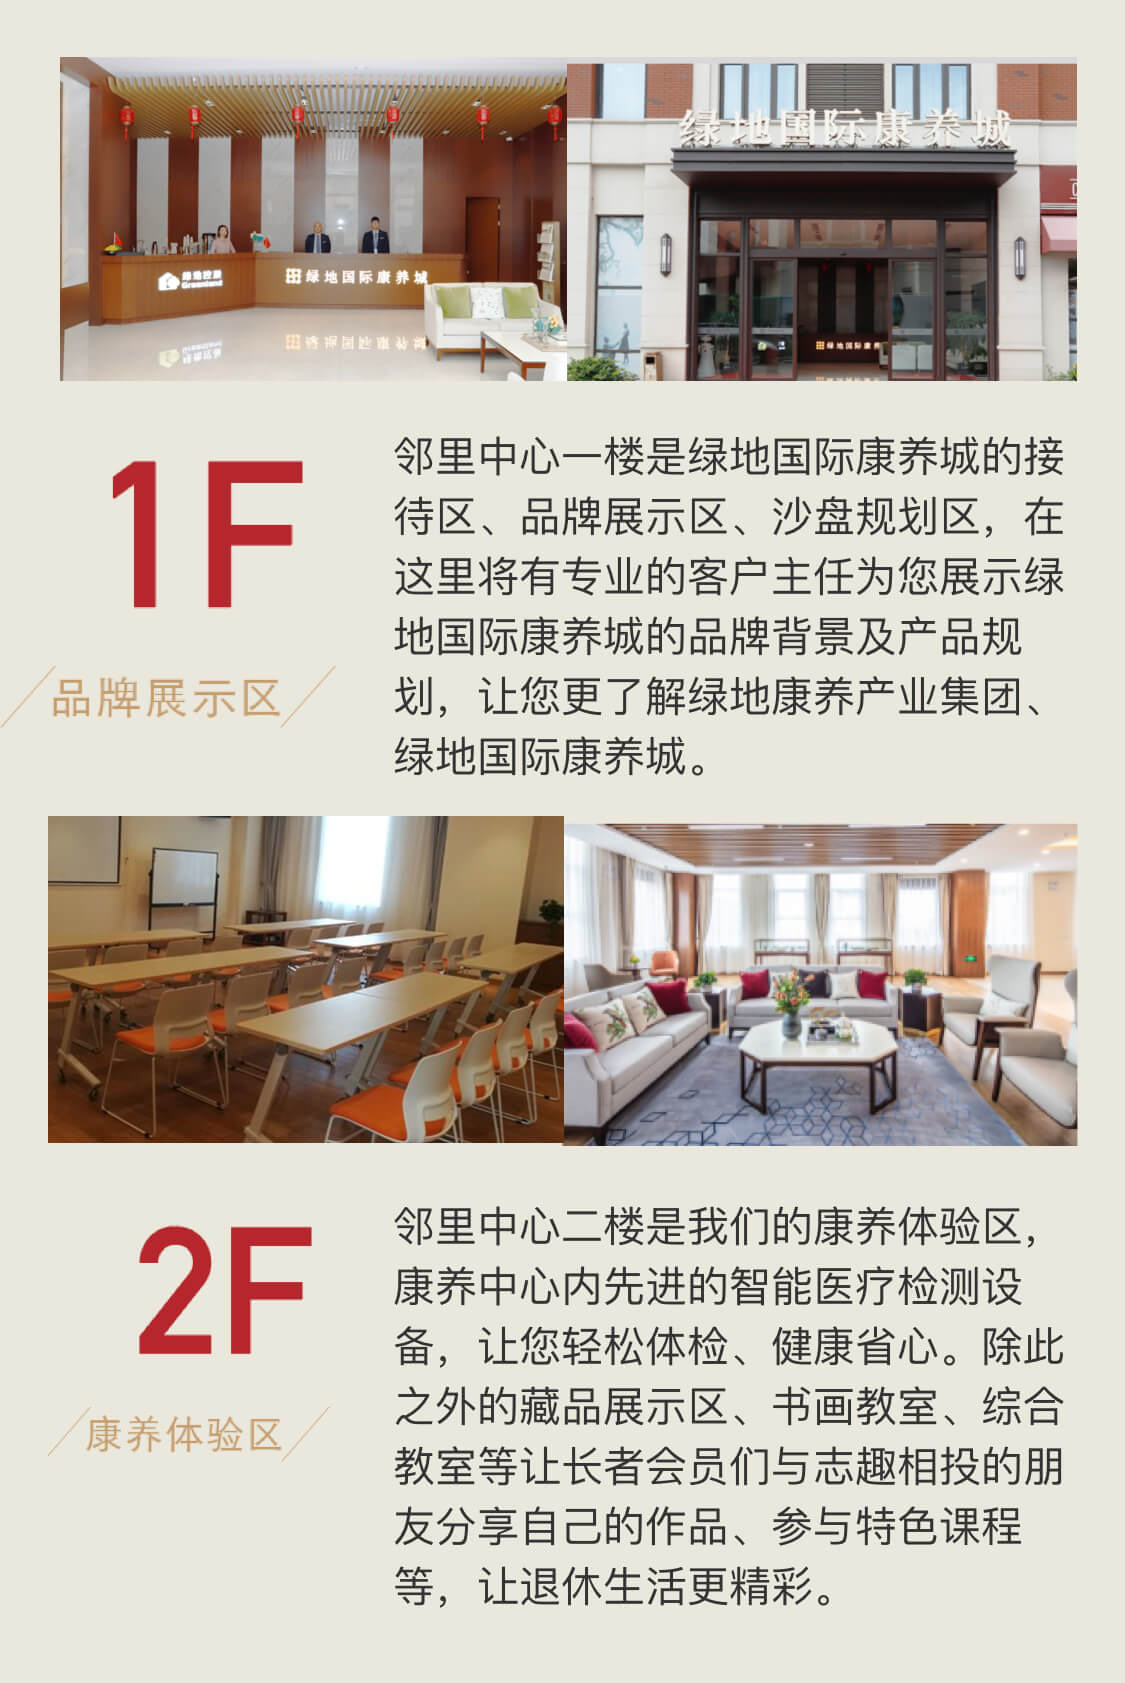 绿地国际康养城
绿地控股
Greenland
绿地国际康养城
1F
品牌展示区
邻里中心一楼是绿地国际康养城的接
待区、品牌展示区、沙盘规划区，在
这里将有专业的客户主任为您展示绿
地国际康养城的品牌背景及产品规
划，让您更了解绿地康养产业集团、
绿地国际康养城。
2F
康养体验区
邻里中心二楼是我们的康养体验区，
康养中心内先进的智能医疗检测设
备，让您轻松体检、健康省心。除此
之外的藏品展示区、书画教室、综合
教室等让长者会员们与志趣相投的朋
友分享自己的作品、参与特色课程
等，让退休生活更精彩。